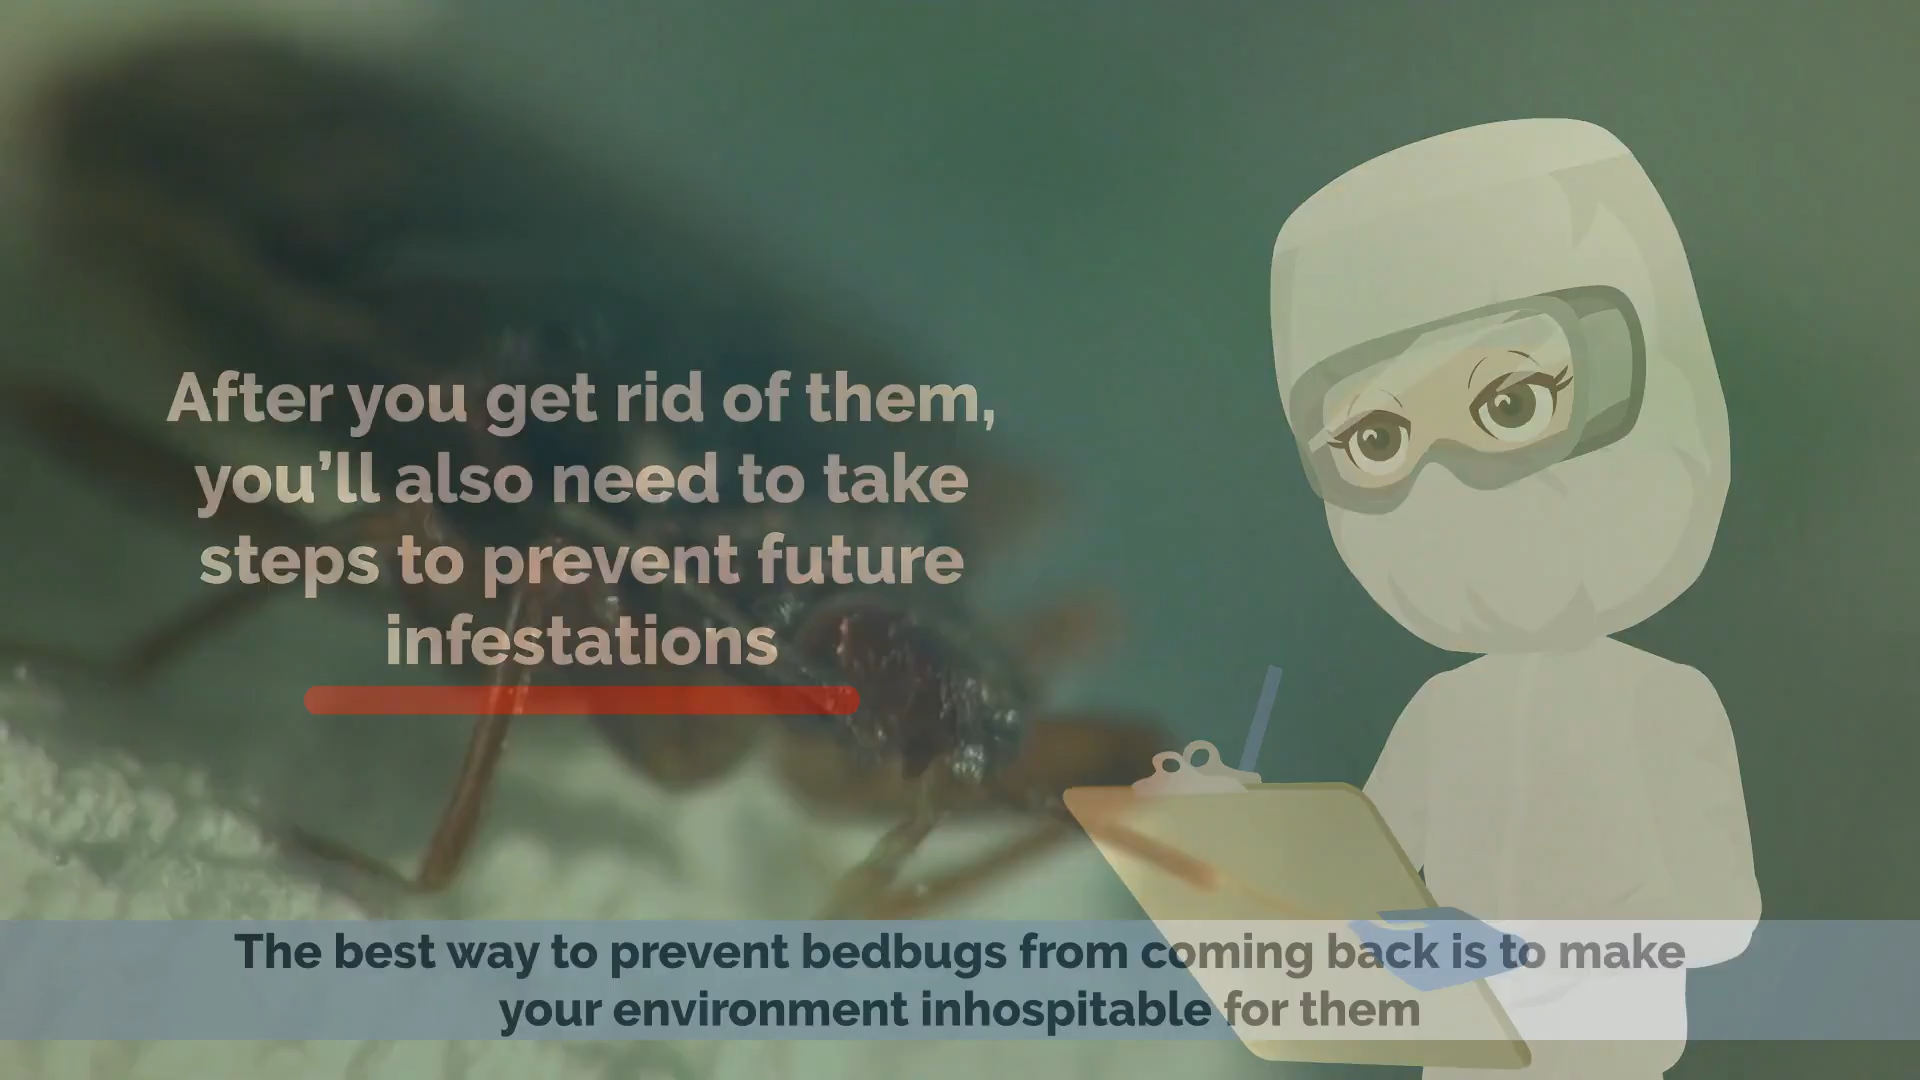 After you get rid of them,
you’ll also need to take
steps to prevent future
infestations
The best way to prevent bedbugs from coming back is to make
your environment inhospitable for them